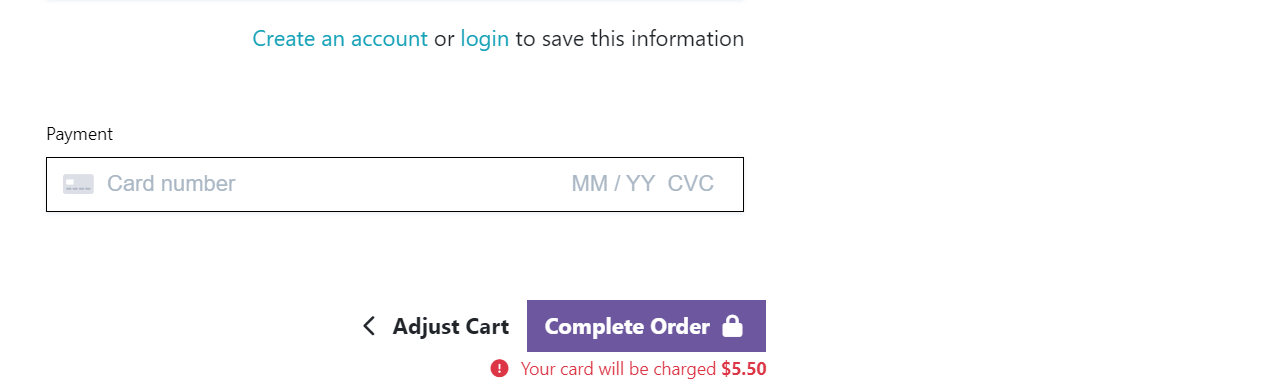 Create an account or login to save this information
Payment
Card number MM / YY CVC
Adjust Cart Complete Order
Your card will be charged $5.50